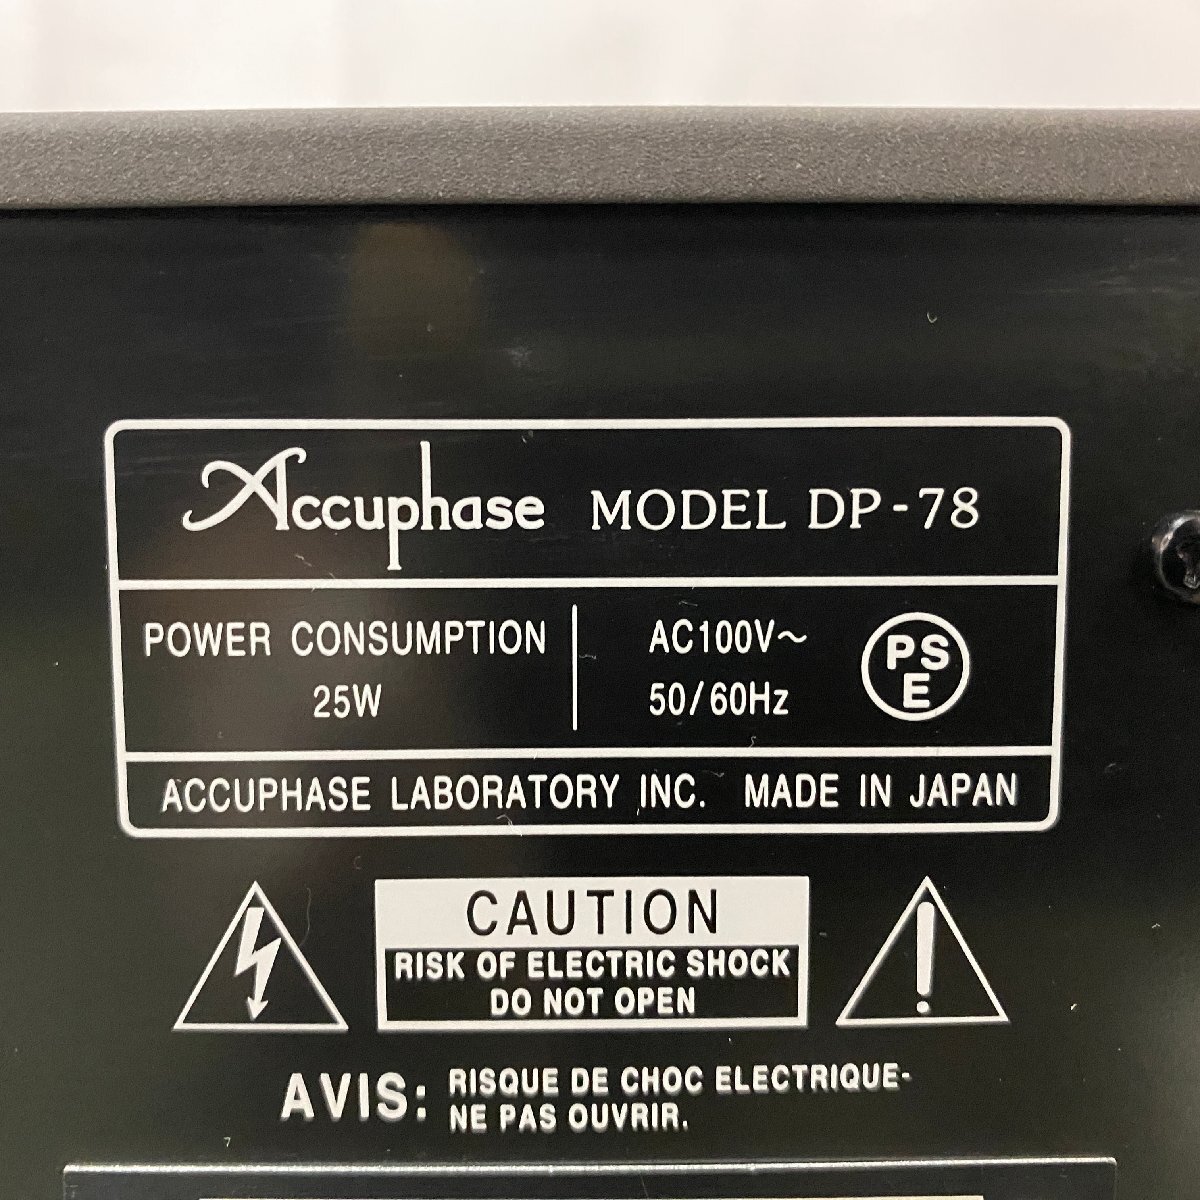 Accuphase MODEL DP-78
POWER CONSUMPTION
25W
AC100V~
50/60Hz
PS
E
ACCUPHASE LABORATORY INC. MADE IN JAPAN
CAUTION
RISK OF ELECTRIC SHOCK
DO NOT OPEN
AVIS: RISQUE DE CHOC ELECTRIQUE-
NE PAS OUVRIR.